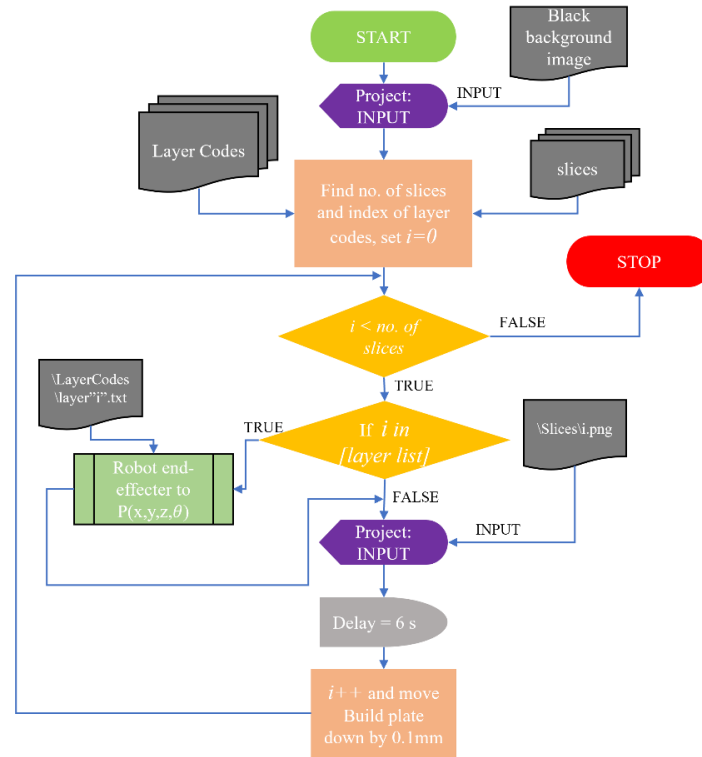 START
Black
background
image
INPUT
Project:
INPUT
Layer Codes
slices
Find no. of slices
and index of layer
codes, set i=0
STOP
i < no. of
slices
FALSE
TRUE
\LayerCodes
\layer”i”.txt
TRUE
If i in
[layer list]
\Slices\i.png
Robot end-
effecter to
P(x,y,z,θ)
FALSE
Project:
INPUT
INPUT
Delay = 6 s
i++ and move
Build plate
down by 0.1mm